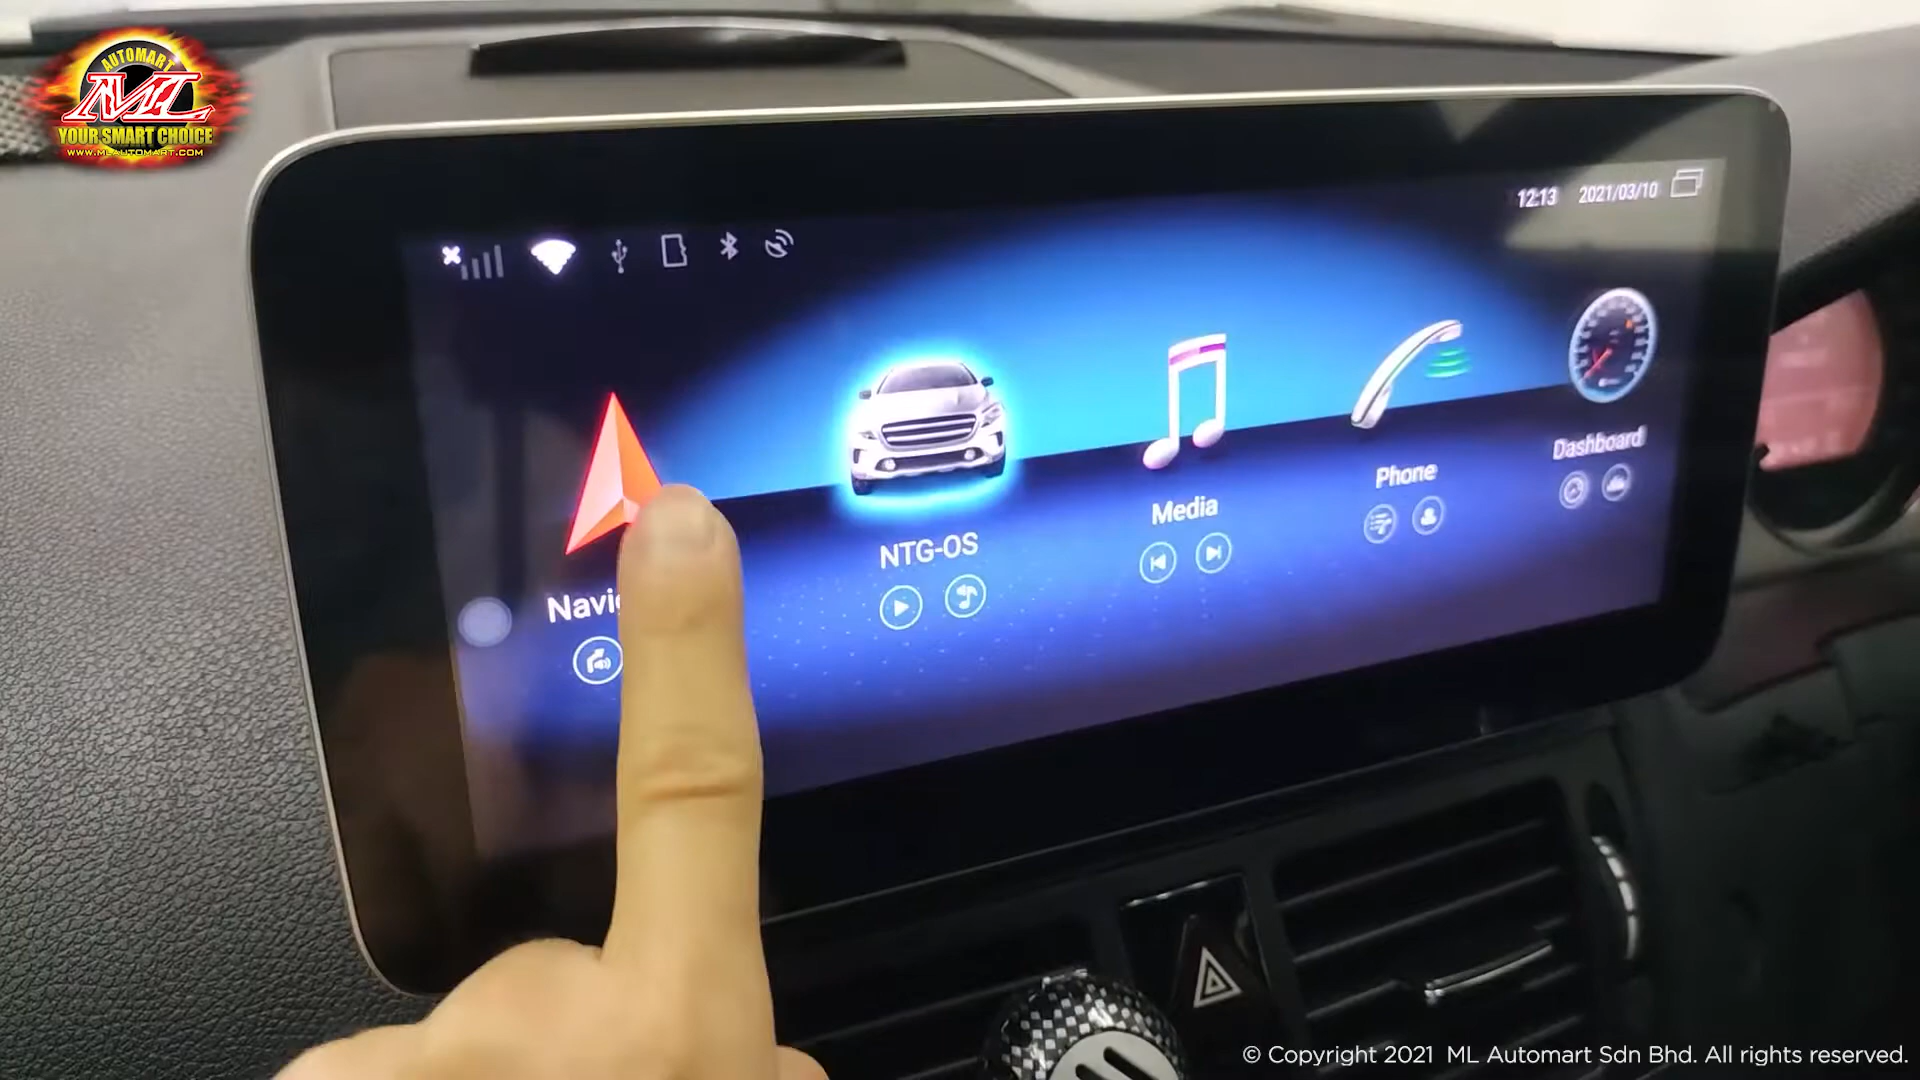 AUTOMART
ML
YOUR SMART CHOICE
WWW.MLAUTOMART.COM
12:13 2021/03/10
Navi
NTG-OS
Media
Phone
Dashboard
© Copyright 2021 ML Automart Sdn Bhd. All rights reserved.